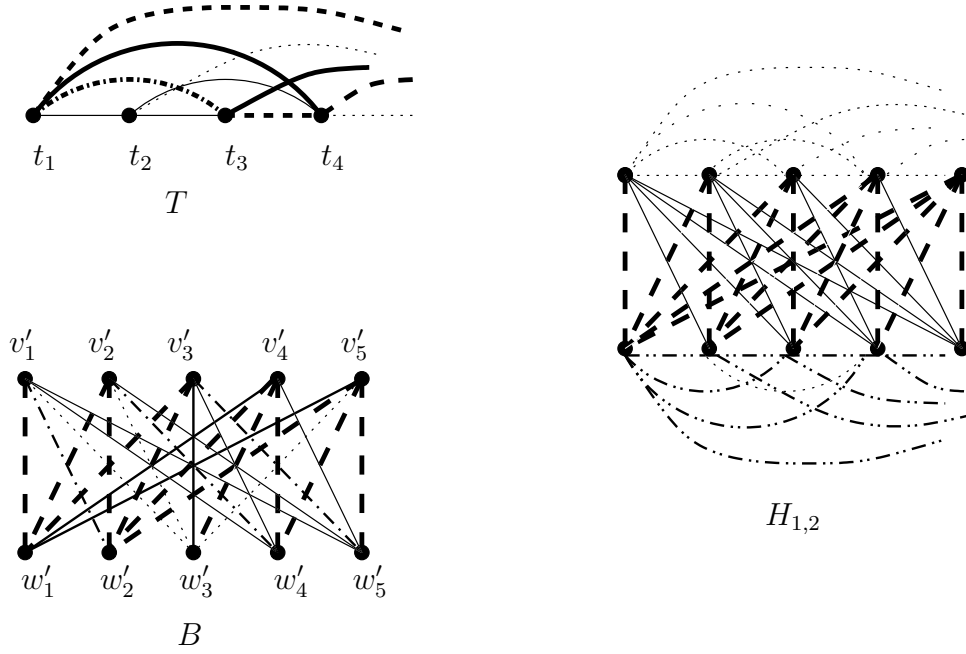 t₁ t₂ t₃ t₄
T
v′₁ v′₂ v′₃ v′₄ v′₅
w′₁ w′₂ w′₃ w′₄ w′₅
B
H₁,₂